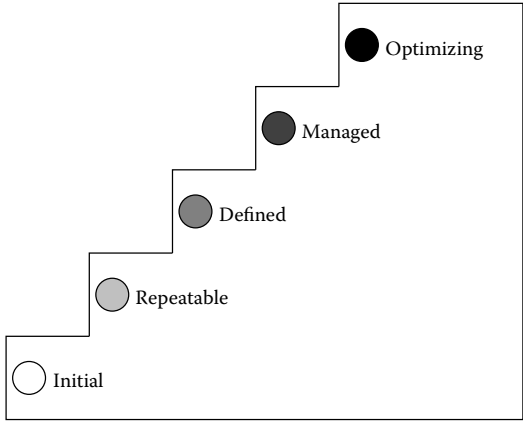 Optimizing
Managed
Defined
Repeatable
Initial